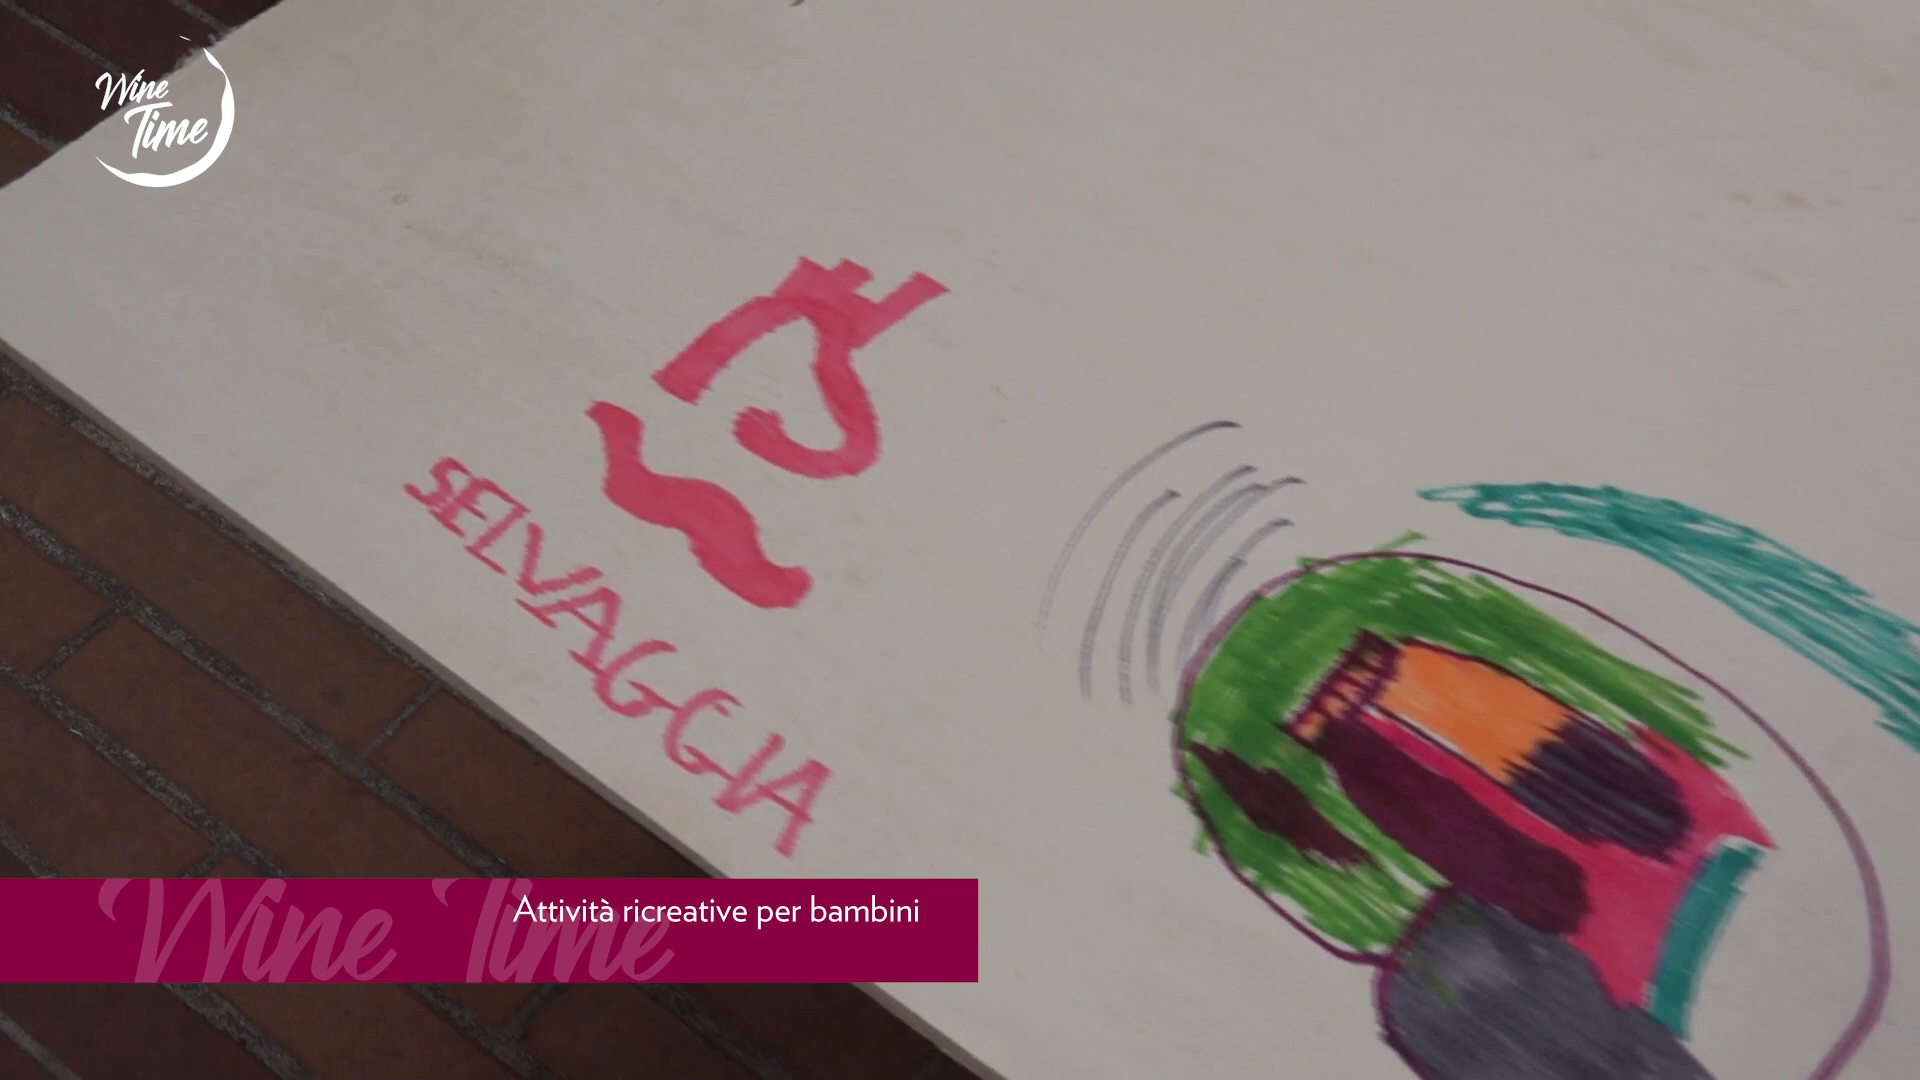 Wine
Time
SELVAGGIA
Wine Time
Attività ricreative per bambini